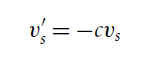 v′ₛ = −cvₛ